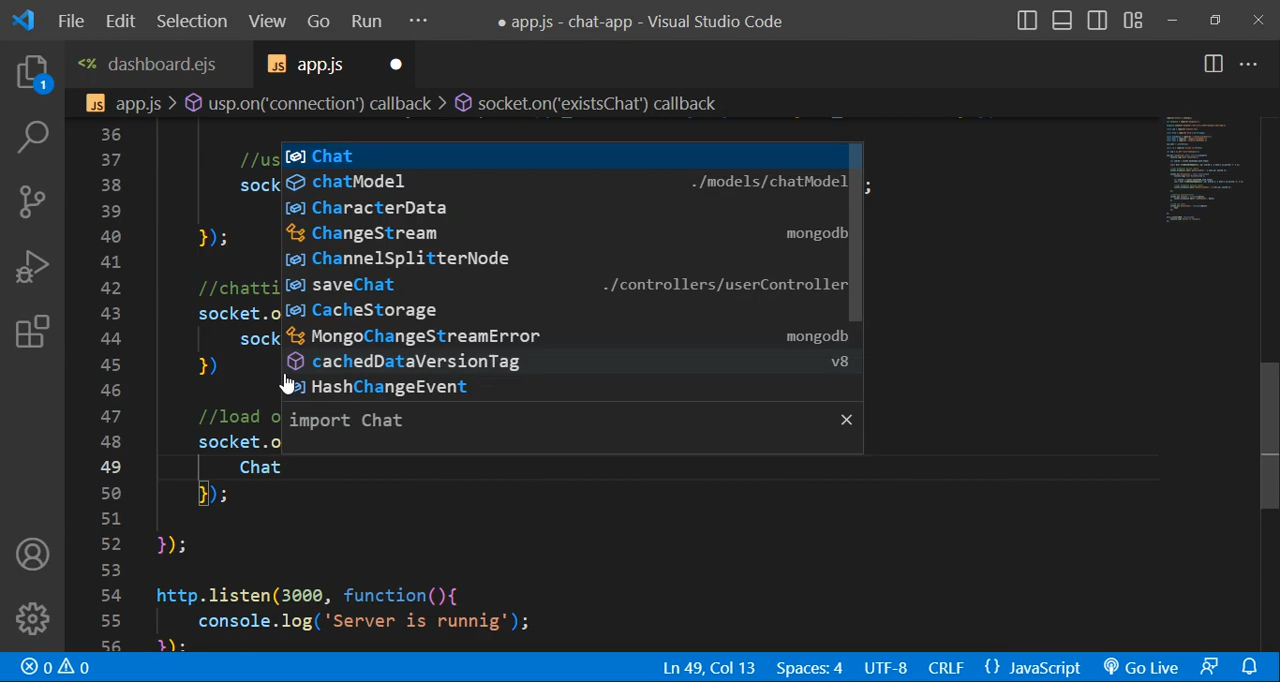 File Edit Selection View Go Run ··· ● app.js - chat-app - Visual Studio Code
<% dashboard.ejs JS app.js ●
JS app.js > usp.on('connection') callback > socket.on('existsChat') callback
36
37 //us
38 sock ;
39
40 });
41
42 //chatti
43 socket.o
44 sock
45 })
46
47 //load o
48 socket.o
49 Chat
50 });
51
52 });
53
54 http.listen(3000, function(){
55 console.log('Server is runnig');
56 });
Chat
chatModel ./models/chatModel
CharacterData
ChangeStream mongodb
ChannelSplitterNode
saveChat ./controllers/userController
CacheStorage
MongoChangeStreamError mongodb
cachedDataVersionTag v8
HashChangeEvent
import Chat
1
0 0 Ln 49, Col 13 Spaces: 4 UTF-8 CRLF {} JavaScript Go Live